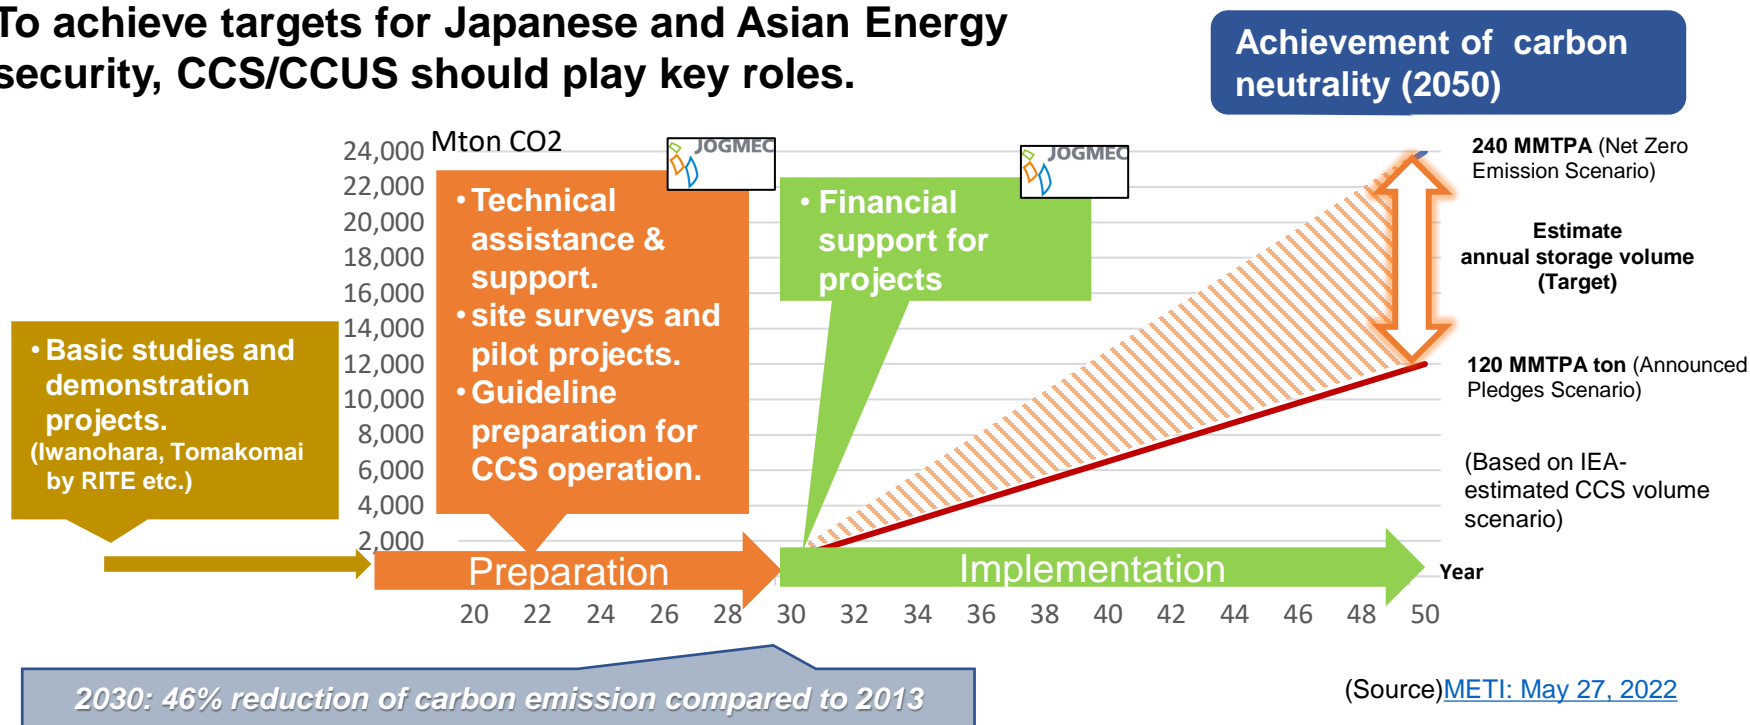 To achieve targets for Japanese and Asian Energy
security, CCS/CCUS should play key roles.
Achievement of carbon
neutrality (2050)
Mton CO2
24,000
22,000
20,000
18,000
16,000
14,000
12,000
10,000
8,000
6,000
4,000
2,000
• Basic studies and
demonstration
projects.
(Iwanohara, Tomakomai
by RITE etc.)
JOGMEC
• Technical
assistance &
support.
• site surveys and
pilot projects.
• Guideline
preparation for
CCS operation.
JOGMEC
• Financial
support for
projects
240 MMTPA (Net Zero
Emission Scenario)
Estimate
annual storage volume
(Target)
120 MMTPA ton (Announced
Pledges Scenario)
(Based on IEA-
estimated CCS volume
scenario)
Preparation
Implementation
Year
20 22 24 26 28 30 32 34 36 38 40 42 44 46 48 50
2030: 46% reduction of carbon emission compared to 2013
(Source)METI: May 27, 2022